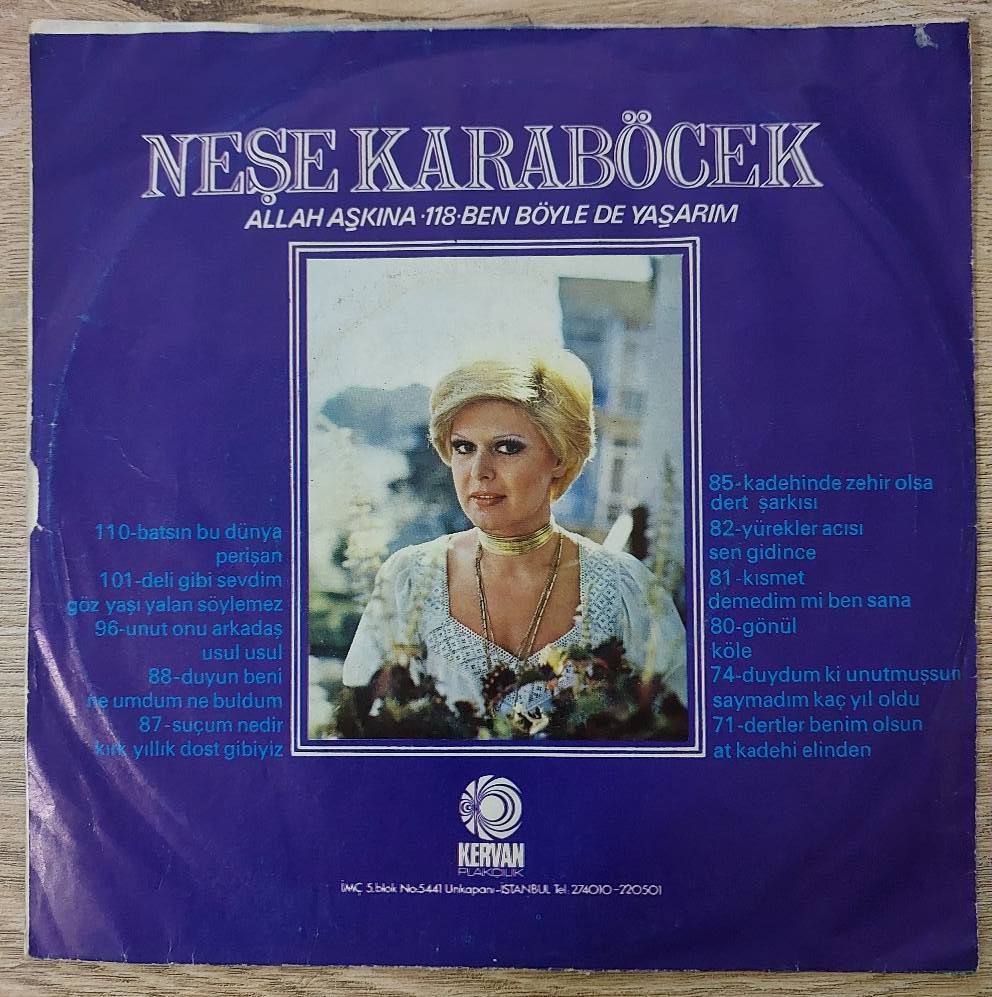 NEŞE KARABÖCEK
ALLAH AŞKINA·118·BEN BÖYLE DE YAŞARIM
110-batsın bu dünya
perişan
101-deli gibi sevdim
göz yaşı yalan söylemez
96-unut onu arkadaş
usul usul
88-duyun beni
ne umdum ne buldum
87-suçum nedir
kırk yıllık dost gibiyiz
85-kadehinde zehir olsa
dert şarkısı
82-yürekler acısı
sen gidince
81-kısmet
demedim mi ben sana
80-gönül
köle
74-duydum ki unutmuşsun
saymadım kaç yıl oldu
71-dertler benim olsun
at kadehi elinden
KERVAN
PLAKÇILIK
İMÇ 5.blok No:5441 Unkapanı-İSTANBUL Tel: 274010-220501